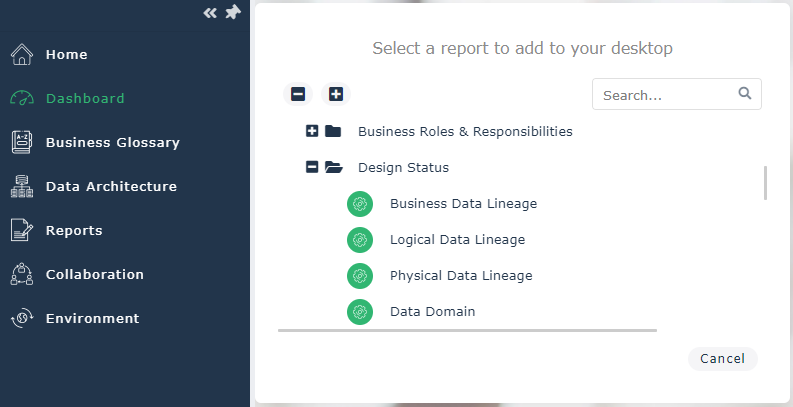 Home
Dashboard
Business Glossary
Data Architecture
Reports
Collaboration
Environment
Select a report to add to your desktop
Search...
Business Roles & Responsibilities
Design Status
Business Data Lineage
Logical Data Lineage
Physical Data Lineage
Data Domain
Cancel